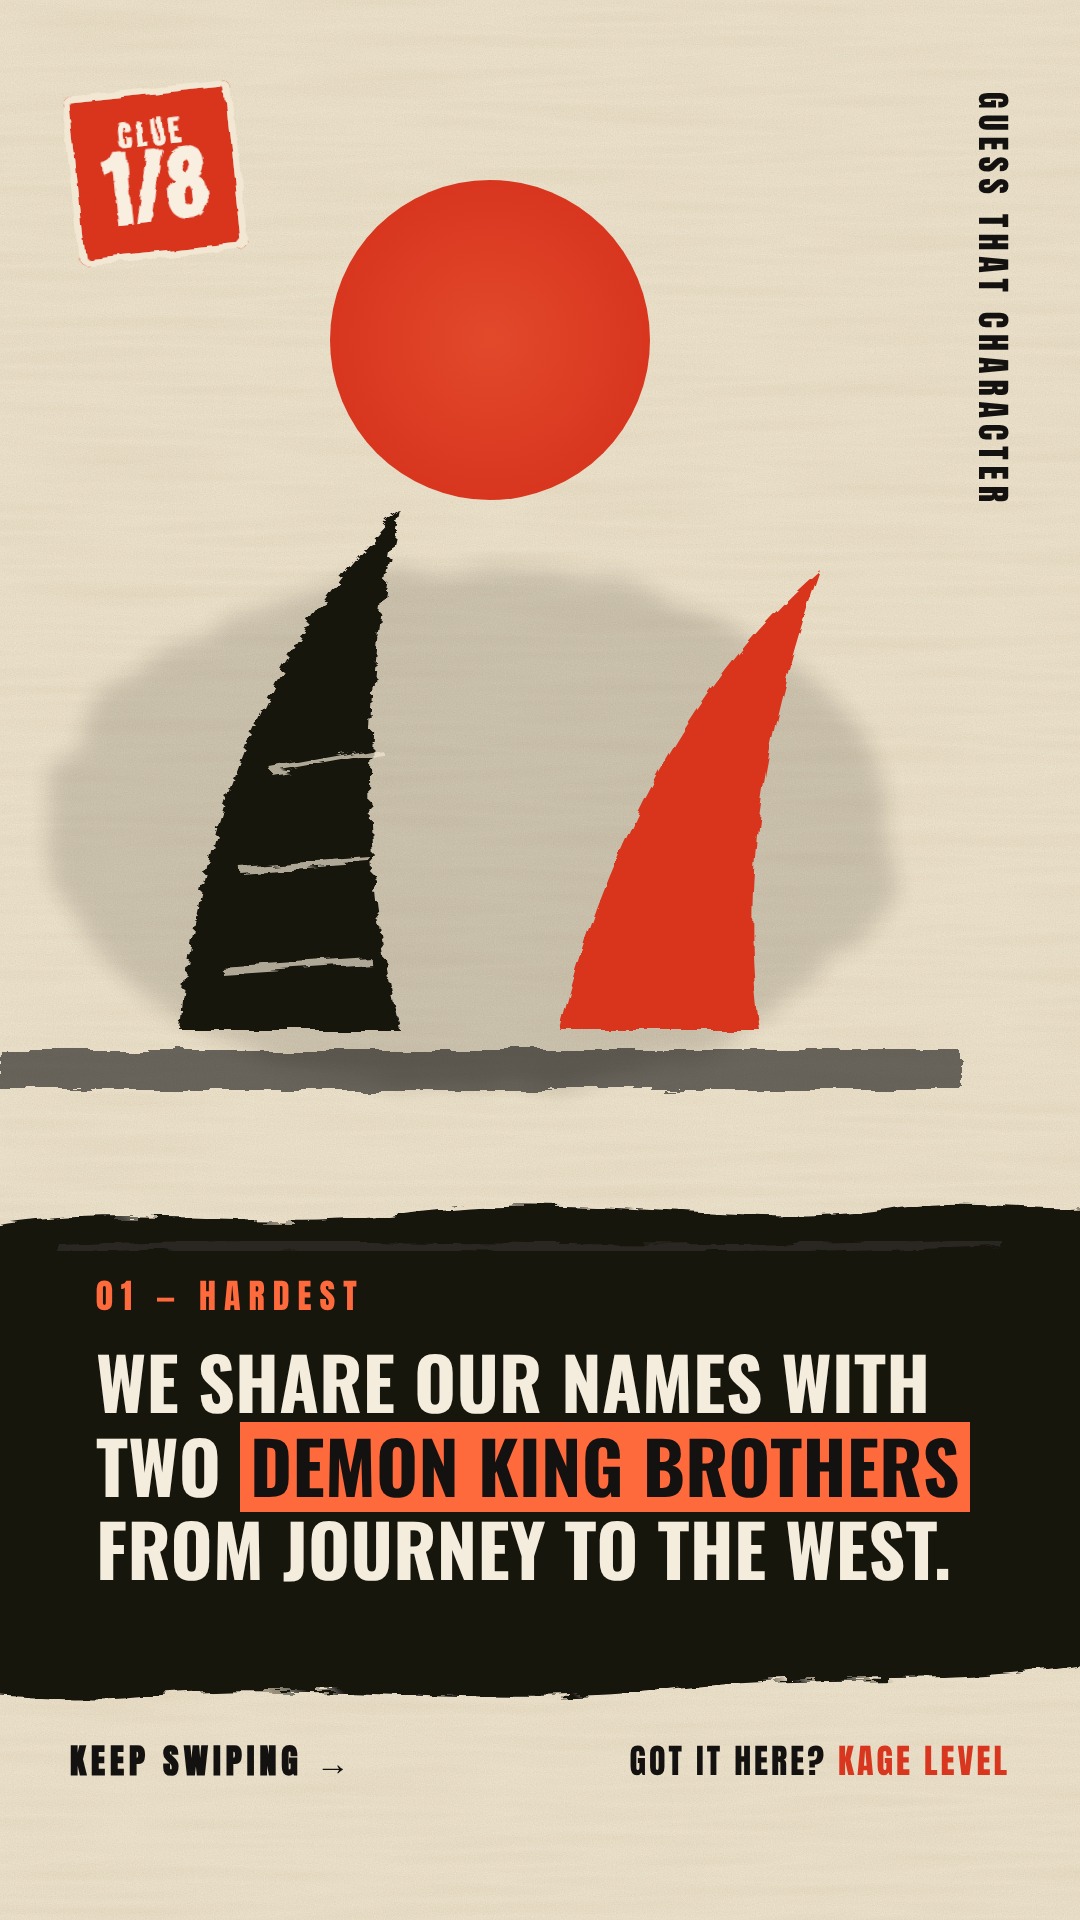 CLUE
1/8
GUESS THAT CHARACTER
01 – HARDEST
WE SHARE OUR NAMES WITH
TWO DEMON KING BROTHERS
FROM JOURNEY TO THE WEST.
KEEP SWIPING →
GOT IT HERE? KAGE LEVEL